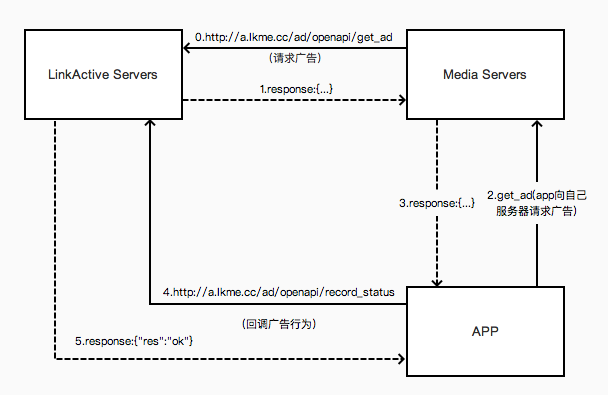 0.http://a.lkme.cc/ad/openapi/get_ad
(请求广告)
LinkActive Servers
Media Servers
1.response:{...}
2.get_ad(app向自己
服务器请求广告)
3.response:{...}
4.http://a.lkme.cc/ad/openapi/record_status
(回调广告行为)
APP
5.response:{"res":"ok"}